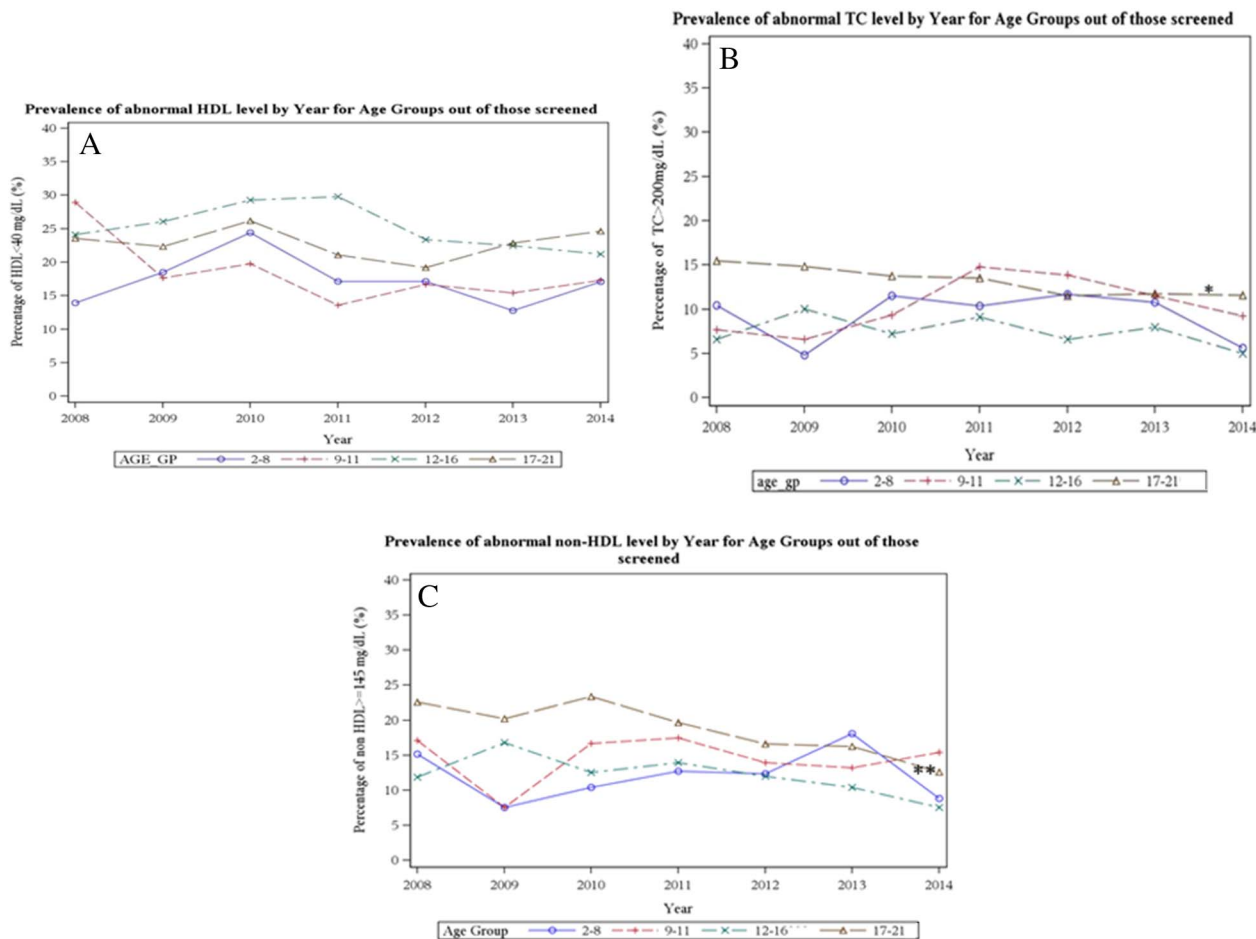 Prevalence of abnormal HDL level by Year for Age Groups out of those screened
A
Percentage of HDL<40 mg/dL (%)
40
35
30
25
20
15
10
5
0
2008 2009 2010 2011 2012 2013 2014
Year
AGE_GP 2-8 9-11 12-16 17-21
Prevalence of abnormal TC level by Year for Age Groups out of those screened
B
Percentage of TC>200mg/dL (%)
40
35
30
25
20
15
10
5
0
*
2008 2009 2010 2011 2012 2013 2014
Year
age_gp 2-8 9-11 12-16 17-21
Prevalence of abnormal non-HDL level by Year for Age Groups out of those
screened
C
Percentage of non HDL>=145 mg/dL (%)
40
35
30
25
20
15
10
5
0
**
2008 2009 2010 2011 2012 2013 2014
Year
Age Group 2-8 9-11 12-16 17-21